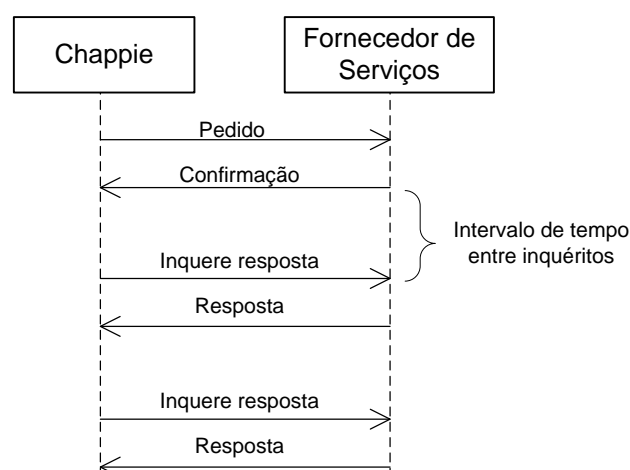 Chappie
Fornecedor de
Serviços
Pedido
Confirmação
Intervalo de tempo
entre inquéritos
Inquere resposta
Resposta
Inquere resposta
Resposta